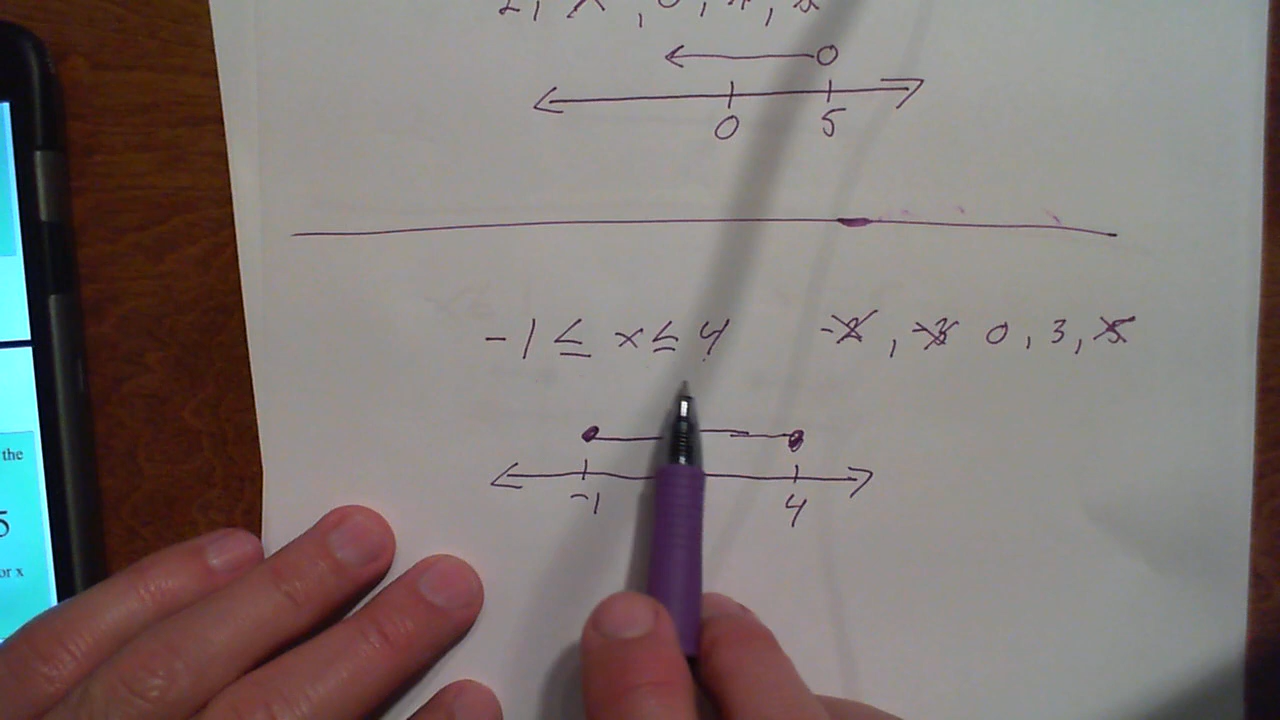 0 5
-1 ≤ x ≤ 4 -2, -3 0, 3, 5
-1 4
the
5
or x